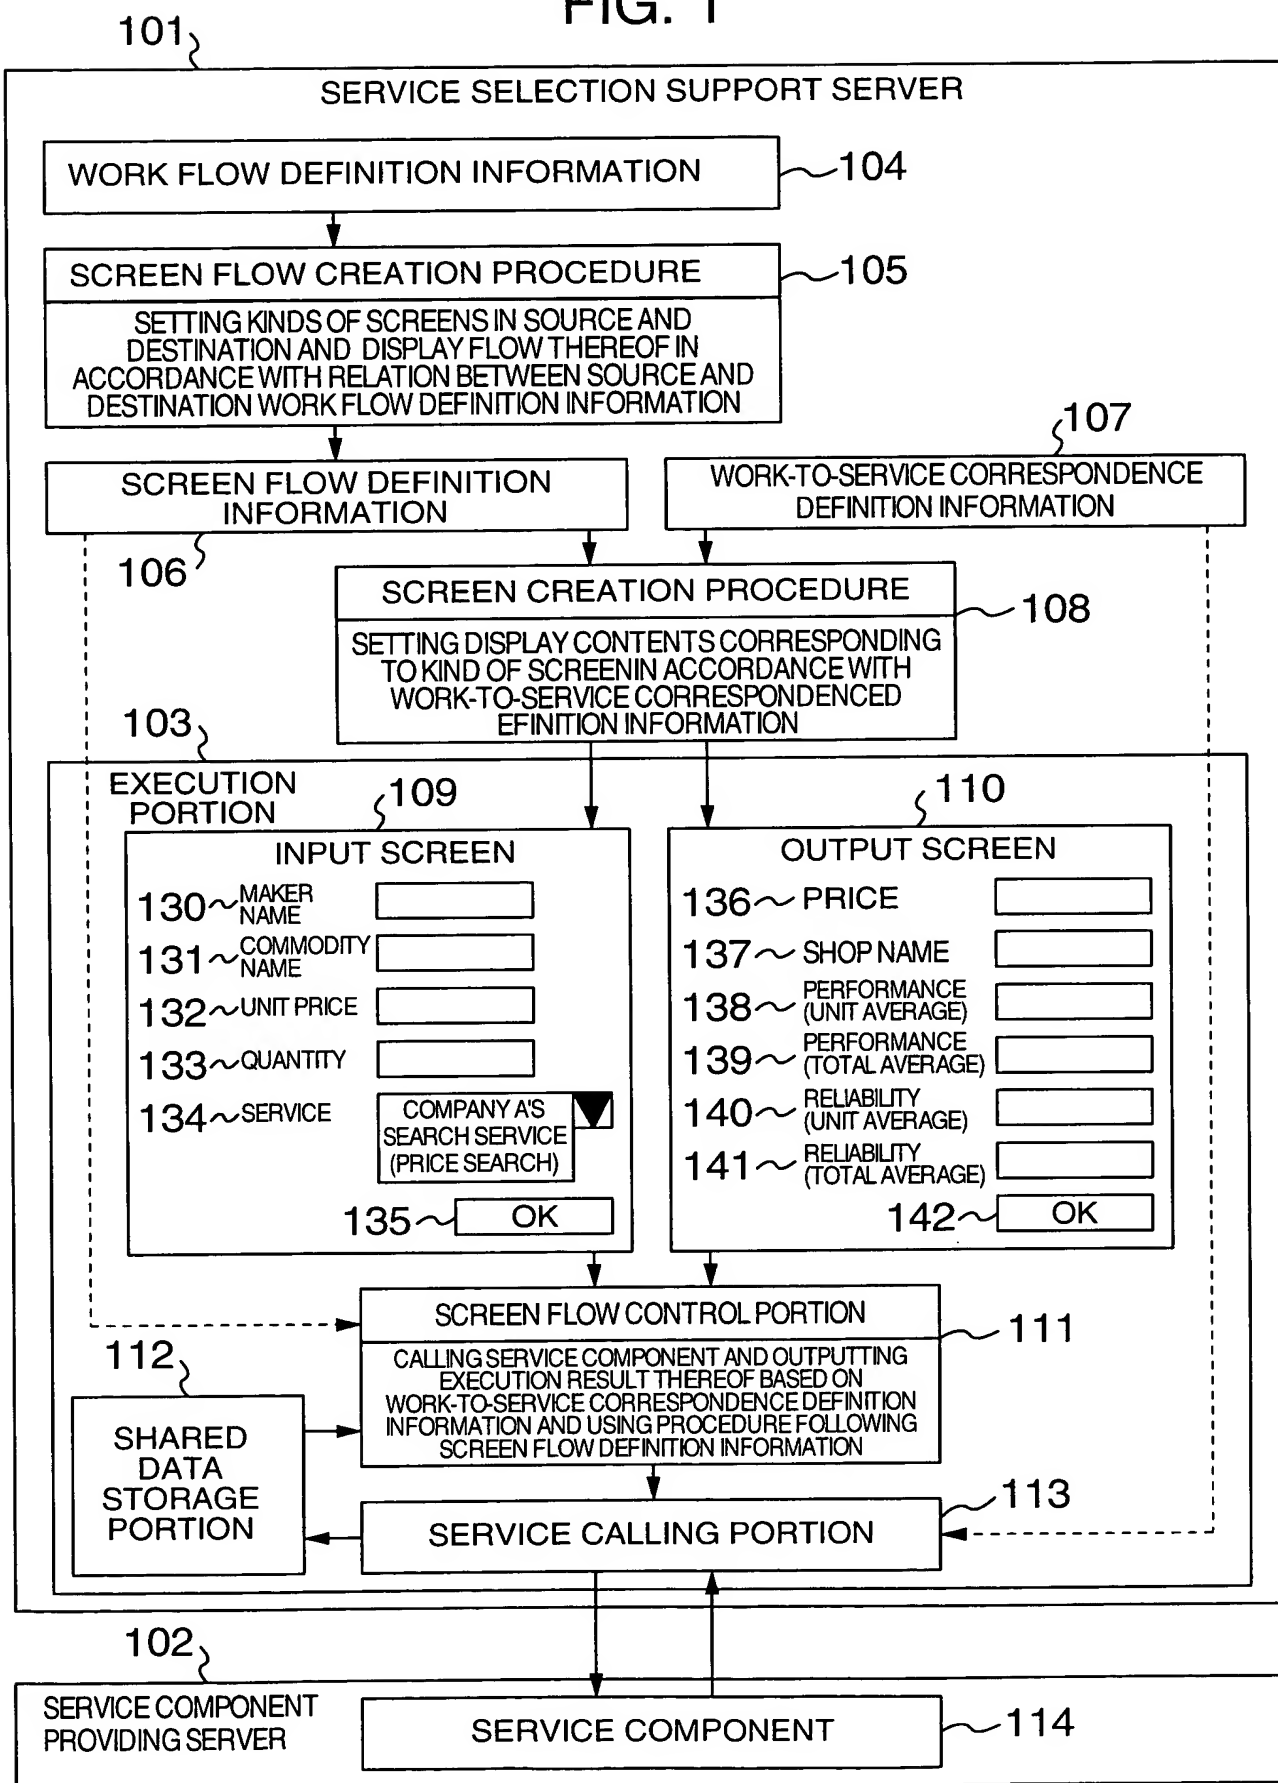 FIG. 1
101
SERVICE SELECTION SUPPORT SERVER
WORK FLOW DEFINITION INFORMATION
104
SCREEN FLOW CREATION PROCEDURE
105
SETTING KINDS OF SCREENS IN SOURCE AND
DESTINATION AND DISPLAY FLOW THEREOF IN
ACCORDANCE WITH RELATION BETWEEN SOURCE AND
DESTINATION WORK FLOW DEFINITION INFORMATION
107
SCREEN FLOW DEFINITION
INFORMATION
106
WORK-TO-SERVICE CORRESPONDENCE
DEFINITION INFORMATION
SCREEN CREATION PROCEDURE
108
SETTING DISPLAY CONTENTS CORRESPONDING
TO KIND OF SCREENIN ACCORDANCE WITH
WORK-TO-SERVICE CORRESPONDENCED
EFINITION INFORMATION
103
EXECUTION
PORTION
109
INPUT SCREEN
130
MAKER
NAME
131
COMMODITY
NAME
132
UNIT PRICE
133
QUANTITY
134
SERVICE
COMPANY A'S
SEARCH SERVICE
(PRICE SEARCH)
135
OK
110
OUTPUT SCREEN
136
PRICE
137
SHOP NAME
138
PERFORMANCE
(UNIT AVERAGE)
139
PERFORMANCE
(TOTAL AVERAGE)
140
RELIABILITY
(UNIT AVERAGE)
141
RELIABILITY
(TOTAL AVERAGE)
142
OK
SCREEN FLOW CONTROL PORTION
111
CALLING SERVICE COMPONENT AND OUTPUTTING
EXECUTION RESULT THEREOF BASED ON
WORK-TO-SERVICE CORRESPONDENCE DEFINITION
INFORMATION AND USING PROCEDURE FOLLOWING
SCREEN FLOW DEFINITION INFORMATION
112
SHARED
DATA
STORAGE
PORTION
SERVICE CALLING PORTION
113
102
SERVICE COMPONENT
PROVIDING SERVER
SERVICE COMPONENT
114